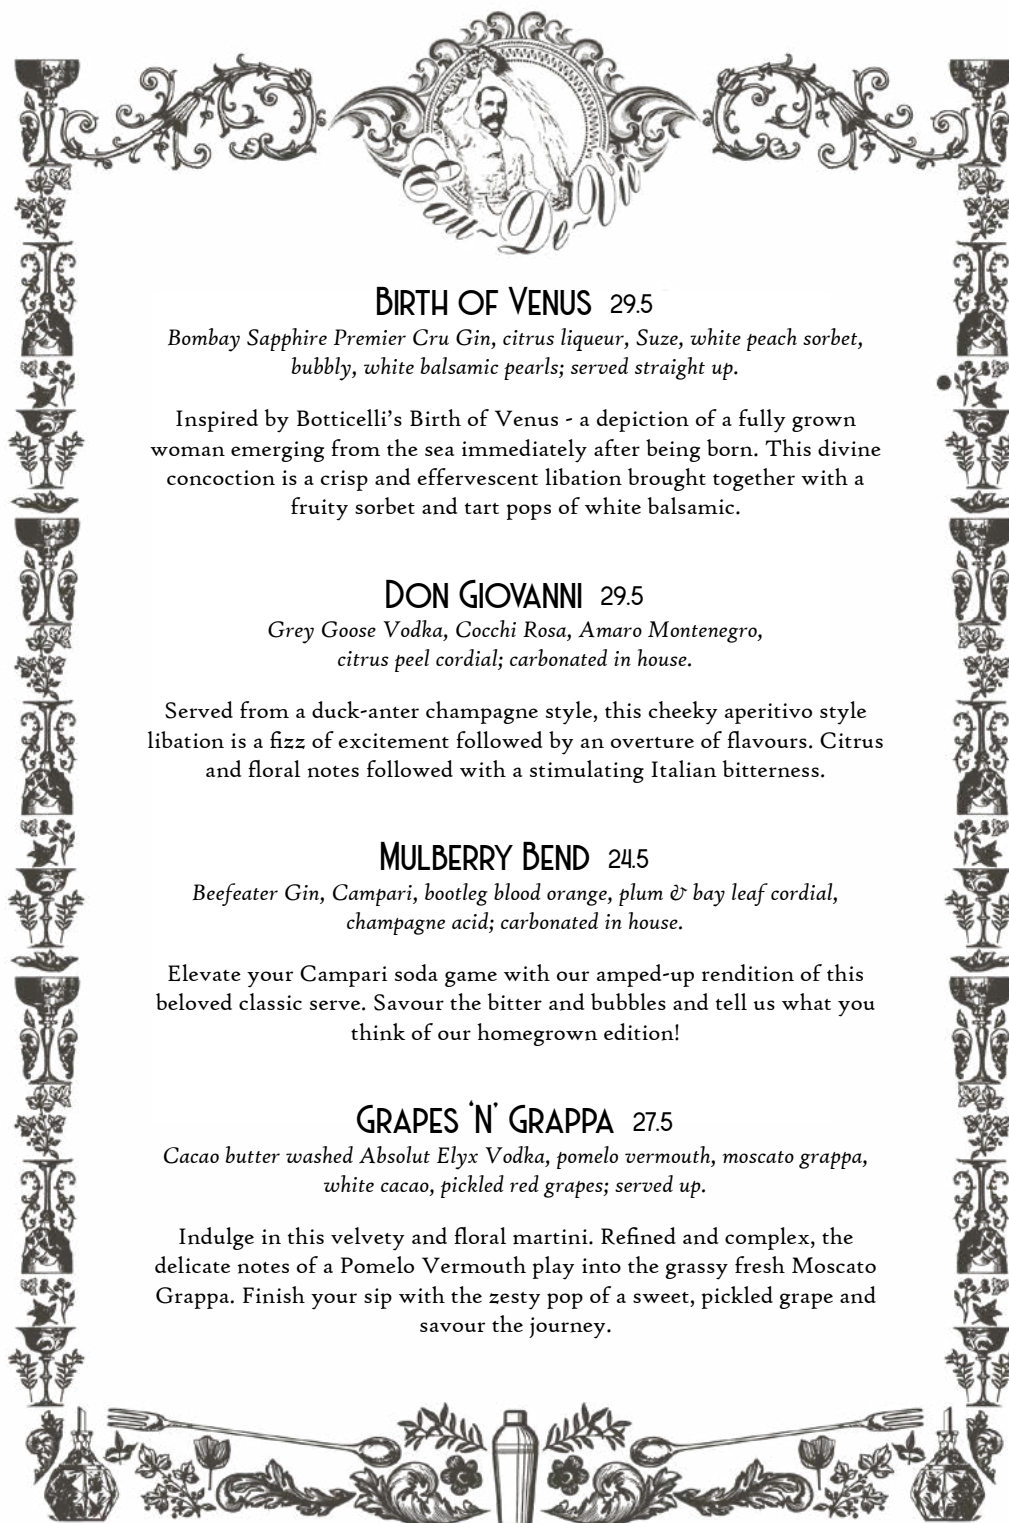 Eau-De-Vie
BIRTH OF VENUS 29.5
Bombay Sapphire Premier Cru Gin, citrus liqueur, Suze, white peach sorbet,
bubbly, white balsamic pearls; served straight up.
Inspired by Botticelli's Birth of Venus - a depiction of a fully grown
woman emerging from the sea immediately after being born. This divine
concoction is a crisp and effervescent libation brought together with a
fruity sorbet and tart pops of white balsamic.
DON GIOVANNI 29.5
Grey Goose Vodka, Cocchi Rosa, Amaro Montenegro,
citrus peel cordial; carbonated in house.
Served from a duck-anter champagne style, this cheeky aperitivo style
libation is a fizz of excitement followed by an overture of flavours. Citrus
and floral notes followed with a stimulating Italian bitterness.
MULBERRY BEND 24.5
Beefeater Gin, Campari, bootleg blood orange, plum & bay leaf cordial,
champagne acid; carbonated in house.
Elevate your Campari soda game with our amped-up rendition of this
beloved classic serve. Savour the bitter and bubbles and tell us what you
think of our homegrown edition!
GRAPES 'N' GRAPPA 27.5
Cacao butter washed Absolut Elyx Vodka, pomelo vermouth, moscato grappa,
white cacao, pickled red grapes; served up.
Indulge in this velvety and floral martini. Refined and complex, the
delicate notes of a Pomelo Vermouth play into the grassy fresh Moscato
Grappa. Finish your sip with the zesty pop of a sweet, pickled grape and
savour the journey.